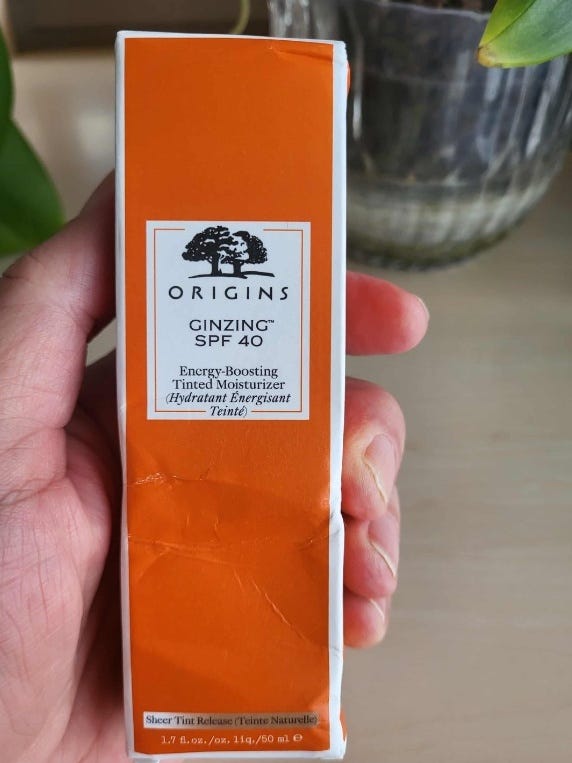 ORIGINS
GINZING™
SPF 40
Energy-Boosting
Tinted Moisturizer
(Hydratant Énergisant
Teinté)
Sheer Tint Release (Teinte Naturelle)
1.7 fl.oz./oz. liq./50 ml ℮